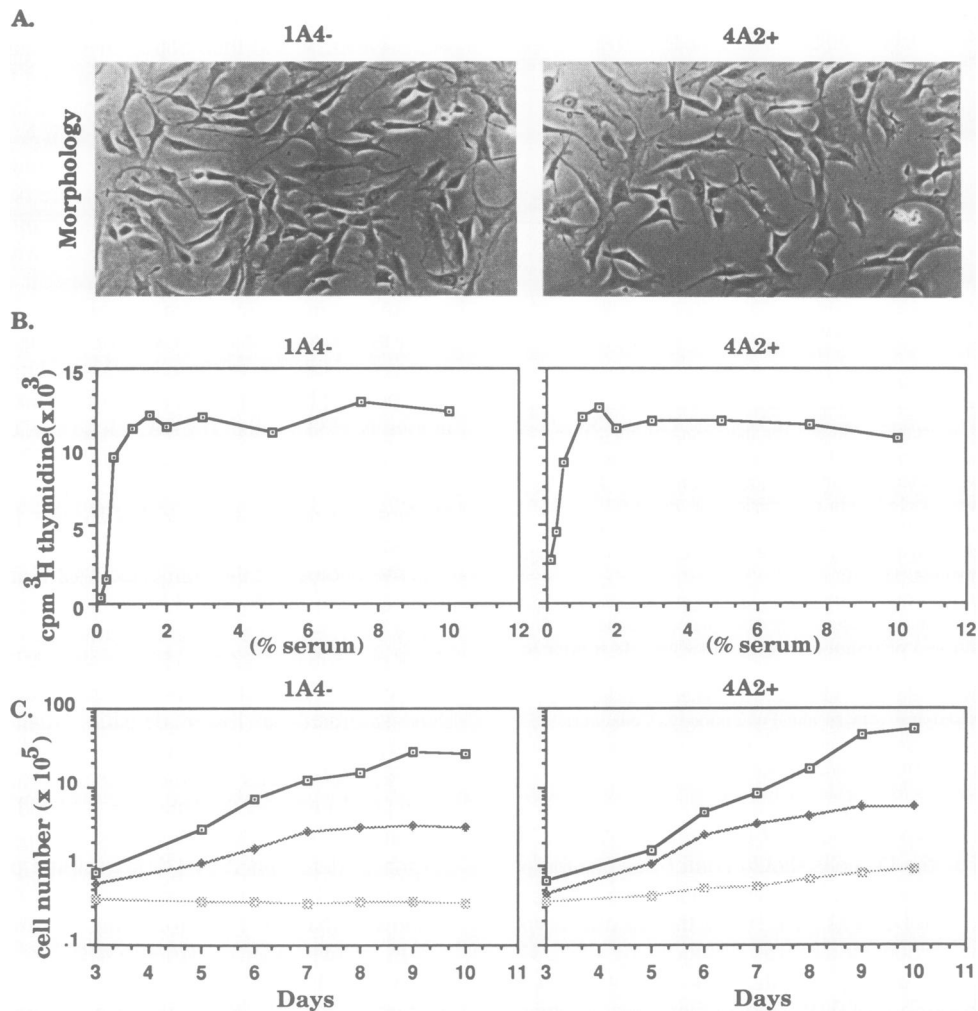 A.
1A4-
4A2+
Morphology
B.
1A4-
4A2+
cpm ³H thymidine (x10³)
15
10
5
0
0 2 4 6 8 10 12
(% serum)
0 2 4 6 8 10 12
(% serum)
C.
1A4-
4A2+
cell number (x 10⁵)
100
10
1
.1
3 4 5 6 7 8 9 10 11
Days
3 4 5 6 7 8 9 10 11
Days